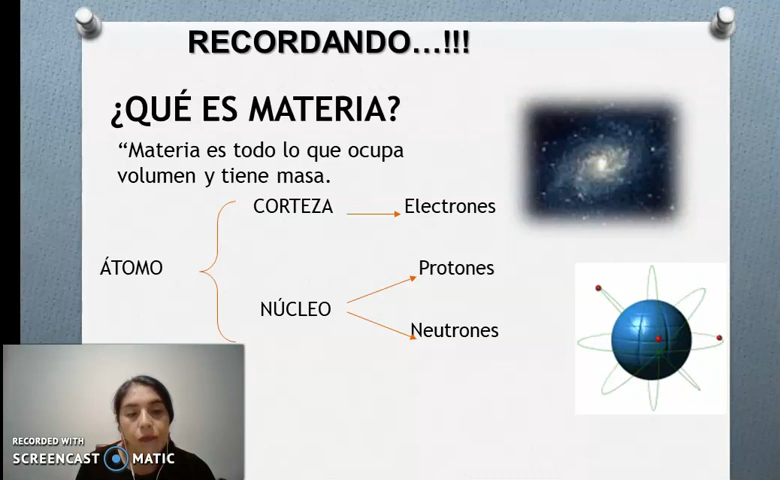 RECORDANDO...!!!
¿QUÉ ES MATERIA?
“Materia es todo lo que ocupa
volumen y tiene masa.
CORTEZA
Electrones
ÁTOMO
Protones
NÚCLEO
Neutrones
RECORDED WITH
SCREENCAST MATIC